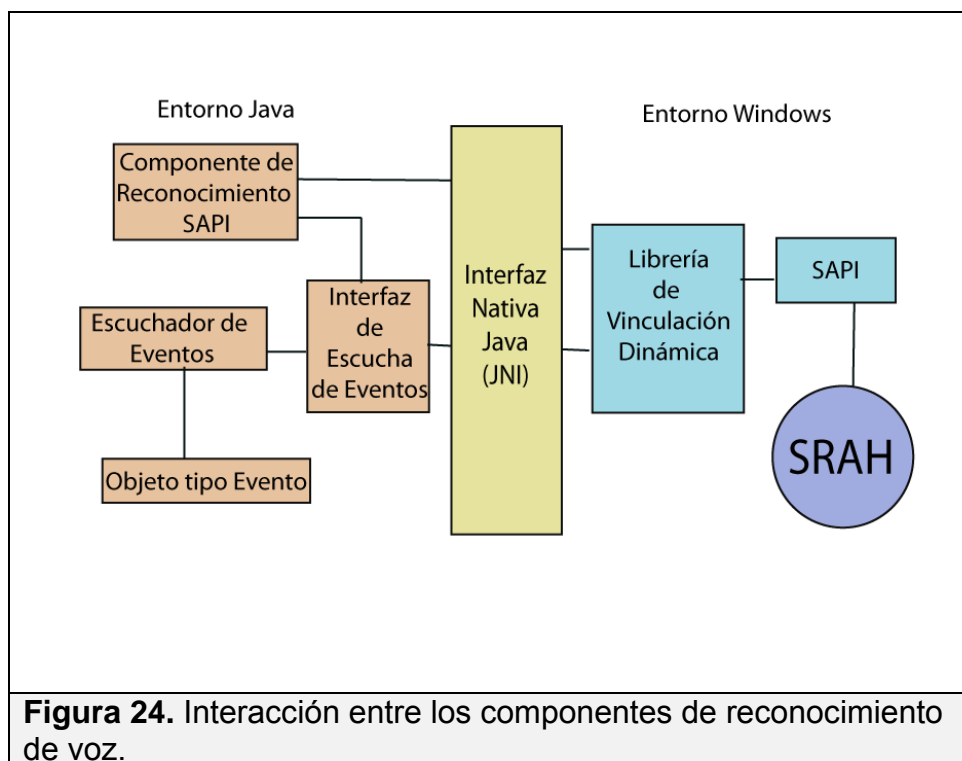 Entorno Java
Entorno Windows
Componente de
Reconocimiento
SAPI
Escuchador de
Eventos
Objeto tipo Evento
Interfaz
de
Escucha
de Eventos
Interfaz
Nativa
Java
(JNI)
Librería
de
Vinculación
Dinámica
SAPI
SRAH
Figura 24. Interacción entre los componentes de reconocimiento
de voz.